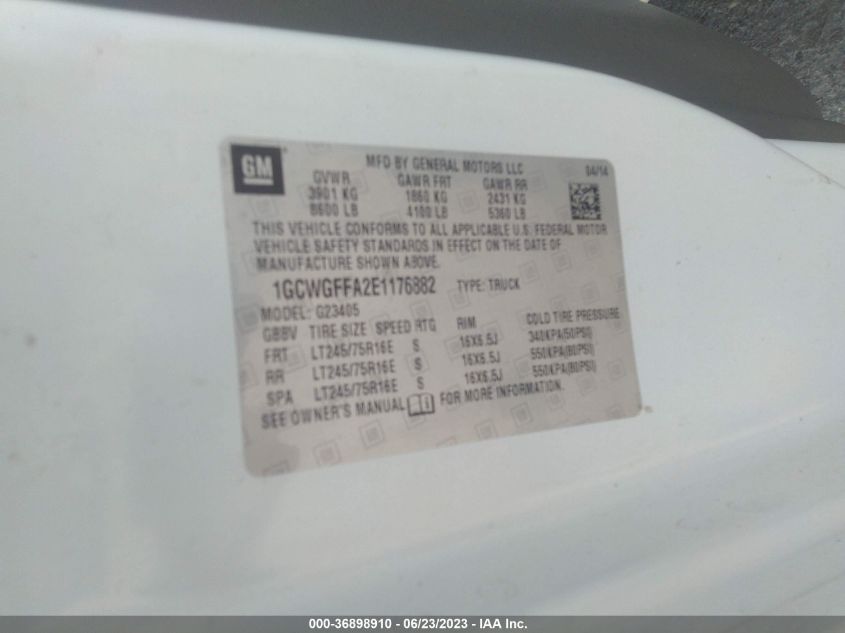 GM
MFD BY GENERAL MOTORS LLC 04/14
GVWR GAWR FRT GAWR RR
3901 KG 1860 KG 2431 KG
8600 LB 4100 LB 5360 LB
THIS VEHICLE CONFORMS TO ALL APPLICABLE U.S. FEDERAL MOTOR
VEHICLE SAFETY STANDARDS IN EFFECT ON THE DATE OF
MANUFACTURE SHOWN ABOVE.
1GCWGFFA2E1176882 TYPE: TRUCK
MODEL: G23405
GBBV TIRE SIZE SPEED RTG RIM COLD TIRE PRESSURE
FRT LT245/75R16E S 16X6.5J 340KPA(50PSI)
RR LT245/75R16E S 16X6.5J 550KPA(80PSI)
SPA LT245/75R16E S 16X6.5J 550KPA(80PSI)
SEE OWNER'S MANUAL FOR MORE INFORMATION.
000-36898910 - 06/23/2023 - IAA Inc.